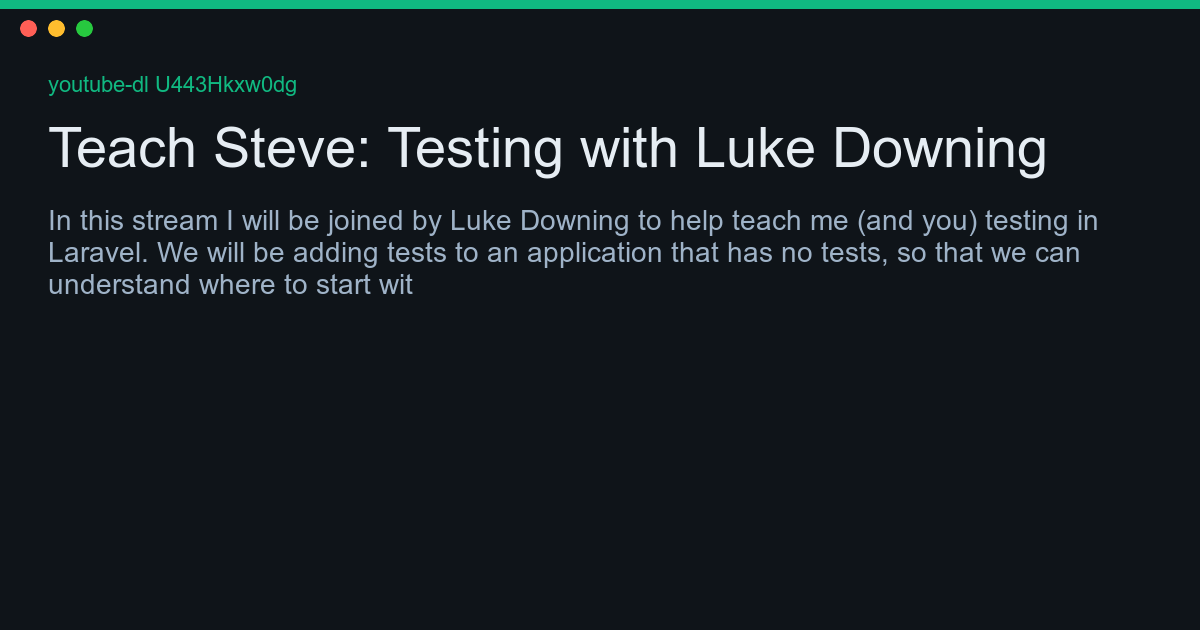 youtube-dl U443Hkxw0dg
Teach Steve: Testing with Luke Downing
In this stream I will be joined by Luke Downing to help teach me (and you) testing in
Laravel. We will be adding tests to an application that has no tests, so that we can
understand where to start wit